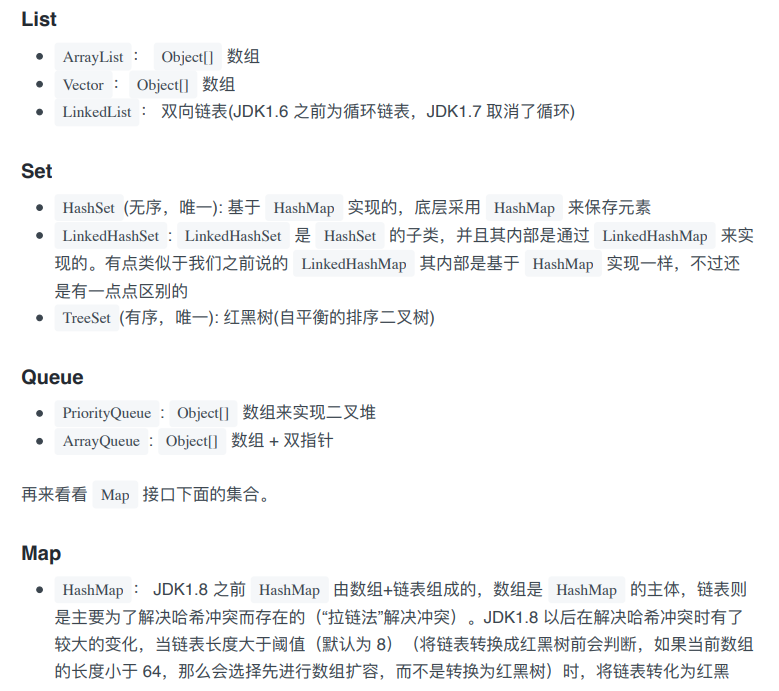 List
ArrayList： Object[] 数组
Vector ： Object[] 数组
LinkedList： 双向链表(JDK1.6 之前为循环链表，JDK1.7 取消了循环)
Set
HashSet (无序，唯一): 基于 HashMap 实现的，底层采用 HashMap 来保存元素
LinkedHashSet : LinkedHashSet 是 HashSet 的子类，并且其内部是通过 LinkedHashMap 来实
现的。有点类似于我们之前说的 LinkedHashMap 其内部是基于 HashMap 实现一样，不过还
是有一点点区别的
TreeSet (有序，唯一): 红黑树(自平衡的排序二叉树)
Queue
PriorityQueue : Object[] 数组来实现二叉堆
ArrayQueue : Object[] 数组 + 双指针
再来看看 Map 接口下面的集合。
Map
HashMap： JDK1.8 之前 HashMap 由数组+链表组成的，数组是 HashMap 的主体，链表则
是主要为了解决哈希冲突而存在的（“拉链法”解决冲突）。JDK1.8 以后在解决哈希冲突时有了
较大的变化，当链表长度大于阈值（默认为 8）（将链表转换成红黑树前会判断，如果当前数组
的长度小于 64，那么会选择先进行数组扩容，而不是转换为红黑树）时，将链表转化为红黑